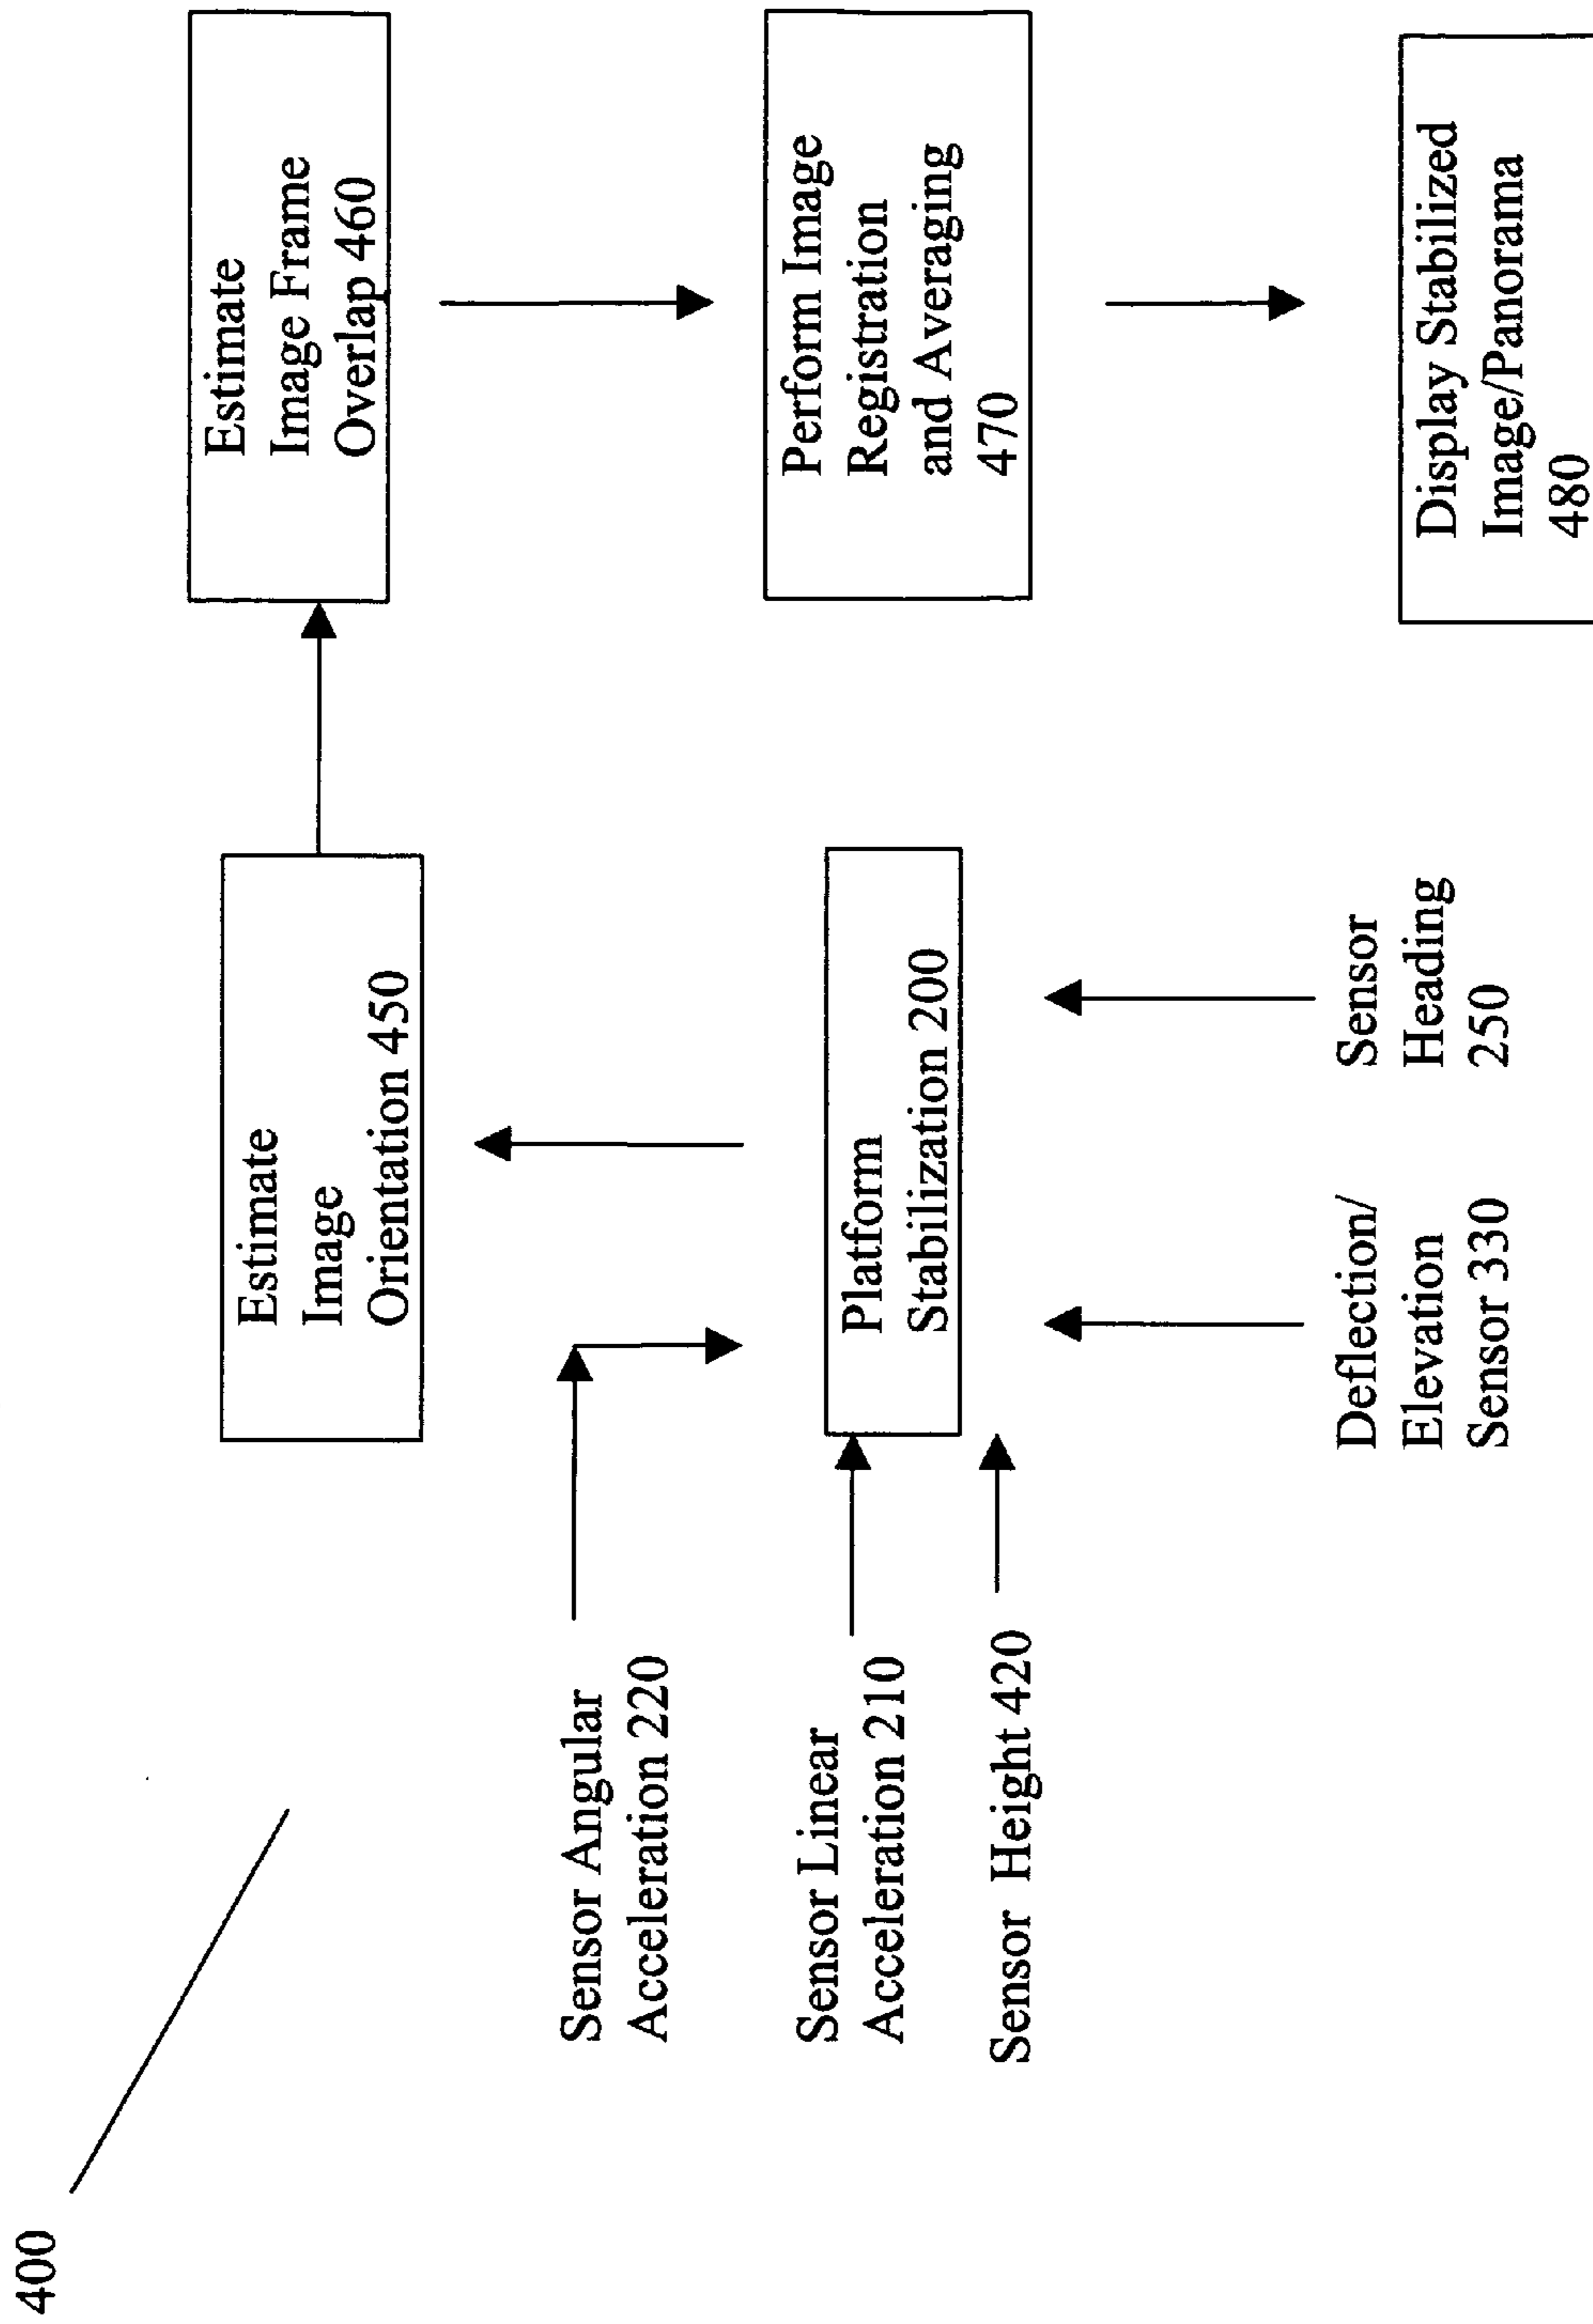 400
Sensor Angular
Acceleration 220
Sensor Linear
Acceleration 210
Sensor Height 420
Estimate
Image
Orientation 450
Platform
Stabilization 200
Deflection/
Elevation
Sensor 330
Sensor
Heading
250
Estimate
Image Frame
Overlap 460
Perform Image
Registration
and Averaging
470
Display Stabilized
Image/Panorama
480